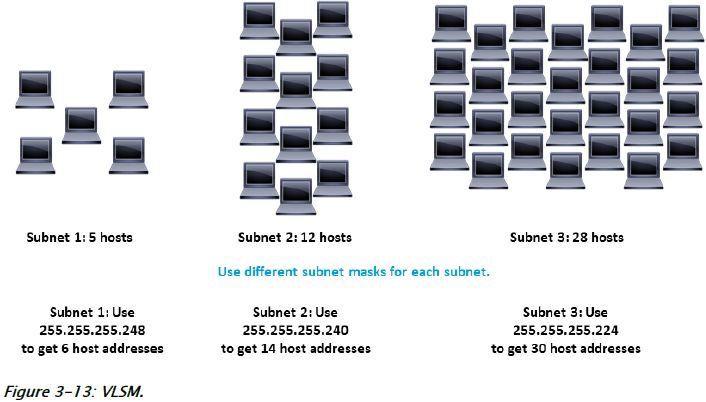 Subnet 1: 5 hosts
Subnet 2: 12 hosts
Subnet 3: 28 hosts
Use different subnet masks for each subnet.
Subnet 1: Use
255.255.255.248
to get 6 host addresses
Subnet 2: Use
255.255.255.240
to get 14 host addresses
Subnet 3: Use
255.255.255.224
to get 30 host addresses
Figure 3-13: VLSM.